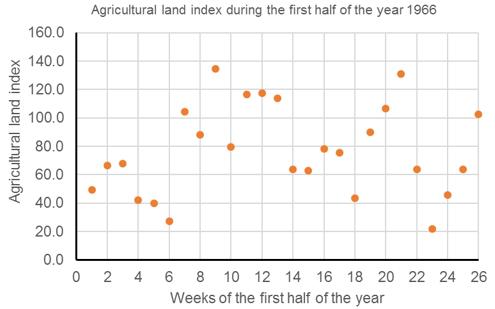 Agricultural land index during the first half of the year 1966
160.0
140.0
120.0
100.0
80.0
60.0
40.0
20.0
0.0
Agricultural land index
0 2 4 6 8 10 12 14 16 18 20 22 24 26
Weeks of the first half of the year